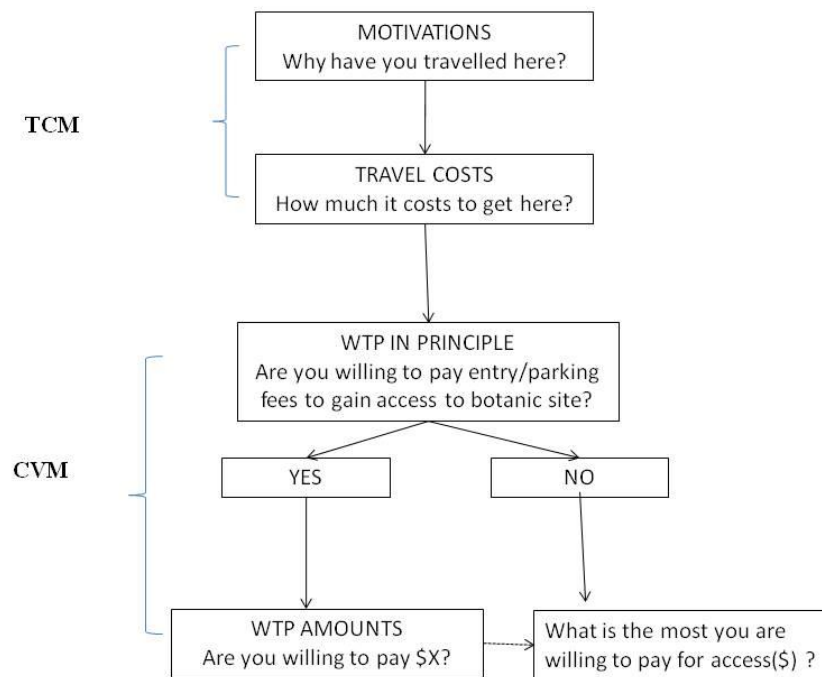 MOTIVATIONS
Why have you travelled here?
TCM
TRAVEL COSTS
How much it costs to get here?
WTP IN PRINCIPLE
Are you willing to pay entry/parking
fees to gain access to botanic site?
CVM
YES
NO
WTP AMOUNTS
Are you willing to pay $X?
What is the most you are
willing to pay for access($) ?